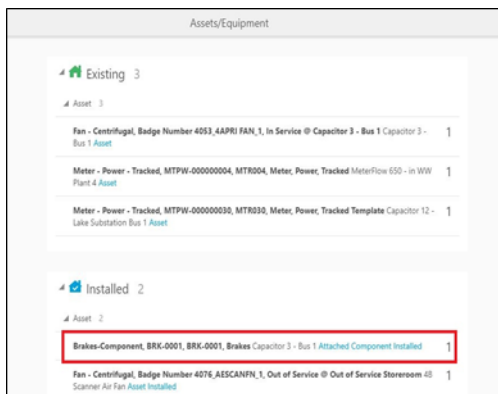 Assets/Equipment
Existing 3
Asset 3
Fan - Centrifugal, Badge Number 4053_4APRI FAN_1, In Service @ Capacitor 3 - Bus 1 Capacitor 3 - 1
Bus 1 Asset
Meter - Power - Tracked, MTPW-000000004, MTR004, Meter, Power, Tracked MeterFlow 650 - in WW 1
Plant 4 Asset
Meter - Power - Tracked, MTPW-000000030, MTR030, Meter, Power, Tracked Template Capacitor 12 - 1
Lake Substation Bus 1 Asset
Installed 2
Asset 2
Brakes-Component, BRK-0001, BRK-0001, Brakes Capacitor 3 - Bus 1 Attached Component Installed 1
Fan - Centrifugal, Badge Number 4076_AESCANFN_1, Out of Service @ Out of Service Storeroom 48 1
Scanner Air Fan Asset Installed